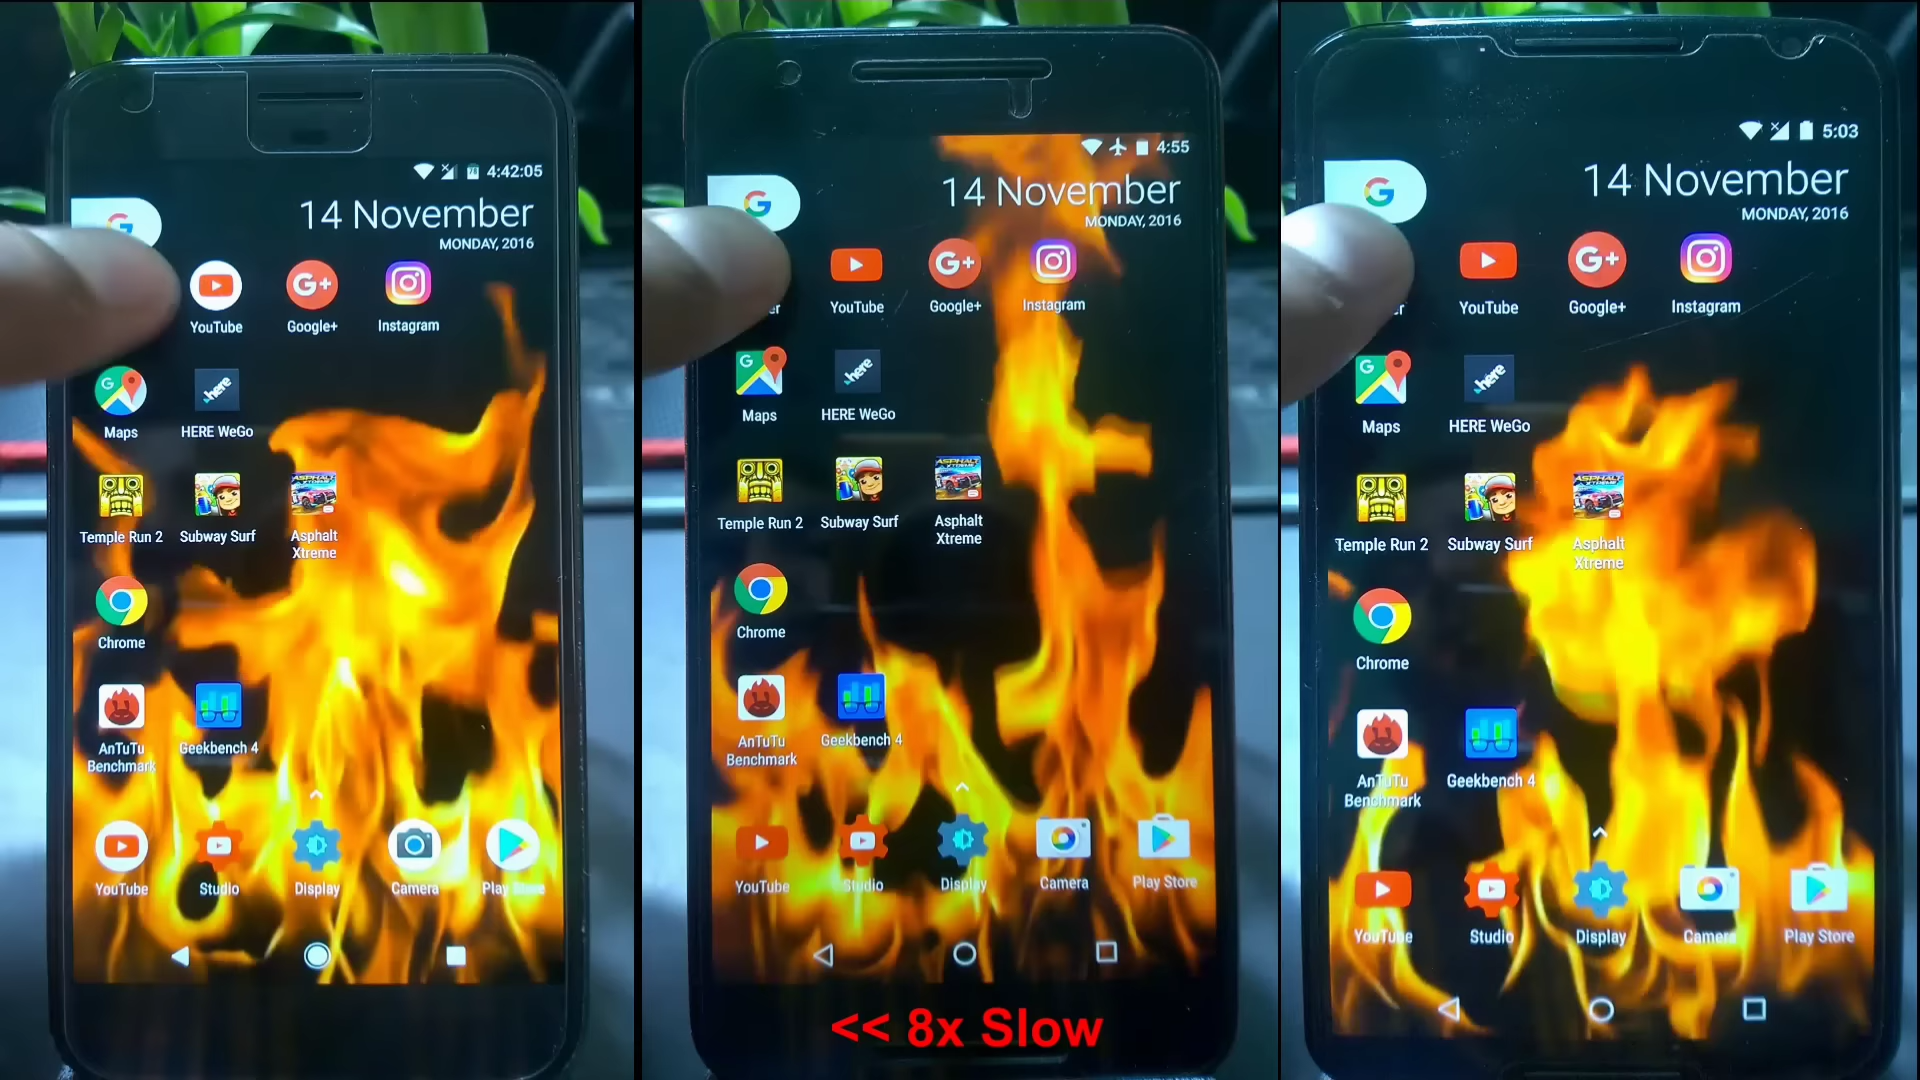 4:42:05
14 November
MONDAY, 2016
YouTube
Google+
Instagram
Maps
HERE WeGo
Temple Run 2
Subway Surf
Asphalt
Xtreme
Chrome
AnTuTu
Benchmark
Geekbench 4
YouTube
Studio
Display
Camera
Play Store
4:55
14 November
MONDAY, 2016
er
YouTube
Google+
Instagram
Maps
HERE WeGo
Temple Run 2
Subway Surf
Asphalt
Xtreme
Chrome
AnTuTu
Benchmark
Geekbench 4
YouTube
Studio
Display
Camera
Play Store
<< 8x Slow
5:03
14 November
MONDAY, 2016
er
YouTube
Google+
Instagram
Maps
HERE WeGo
Temple Run 2
Subway Surf
Asphalt
Xtreme
Chrome
AnTuTu
Benchmark
Geekbench 4
YouTube
Studio
Display
Camera
Play Store